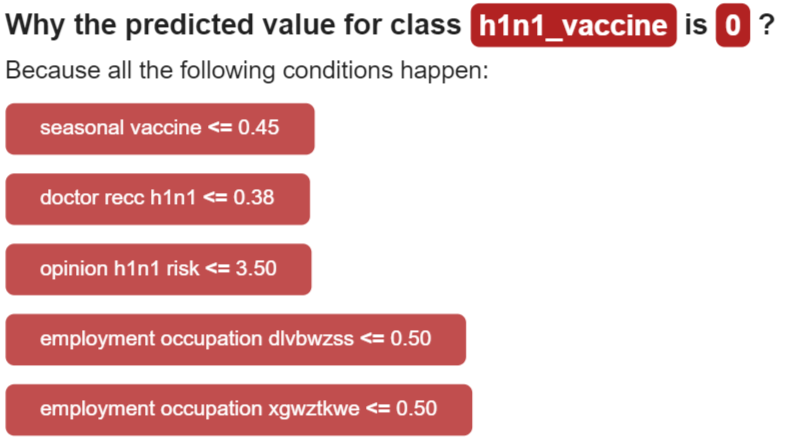 Why the predicted value for class h1n1_vaccine is 0 ?
Because all the following conditions happen:
seasonal vaccine <= 0.45
doctor recc h1n1 <= 0.38
opinion h1n1 risk <= 3.50
employment occupation dlvbwzss <= 0.50
employment occupation xgwztkwe <= 0.50